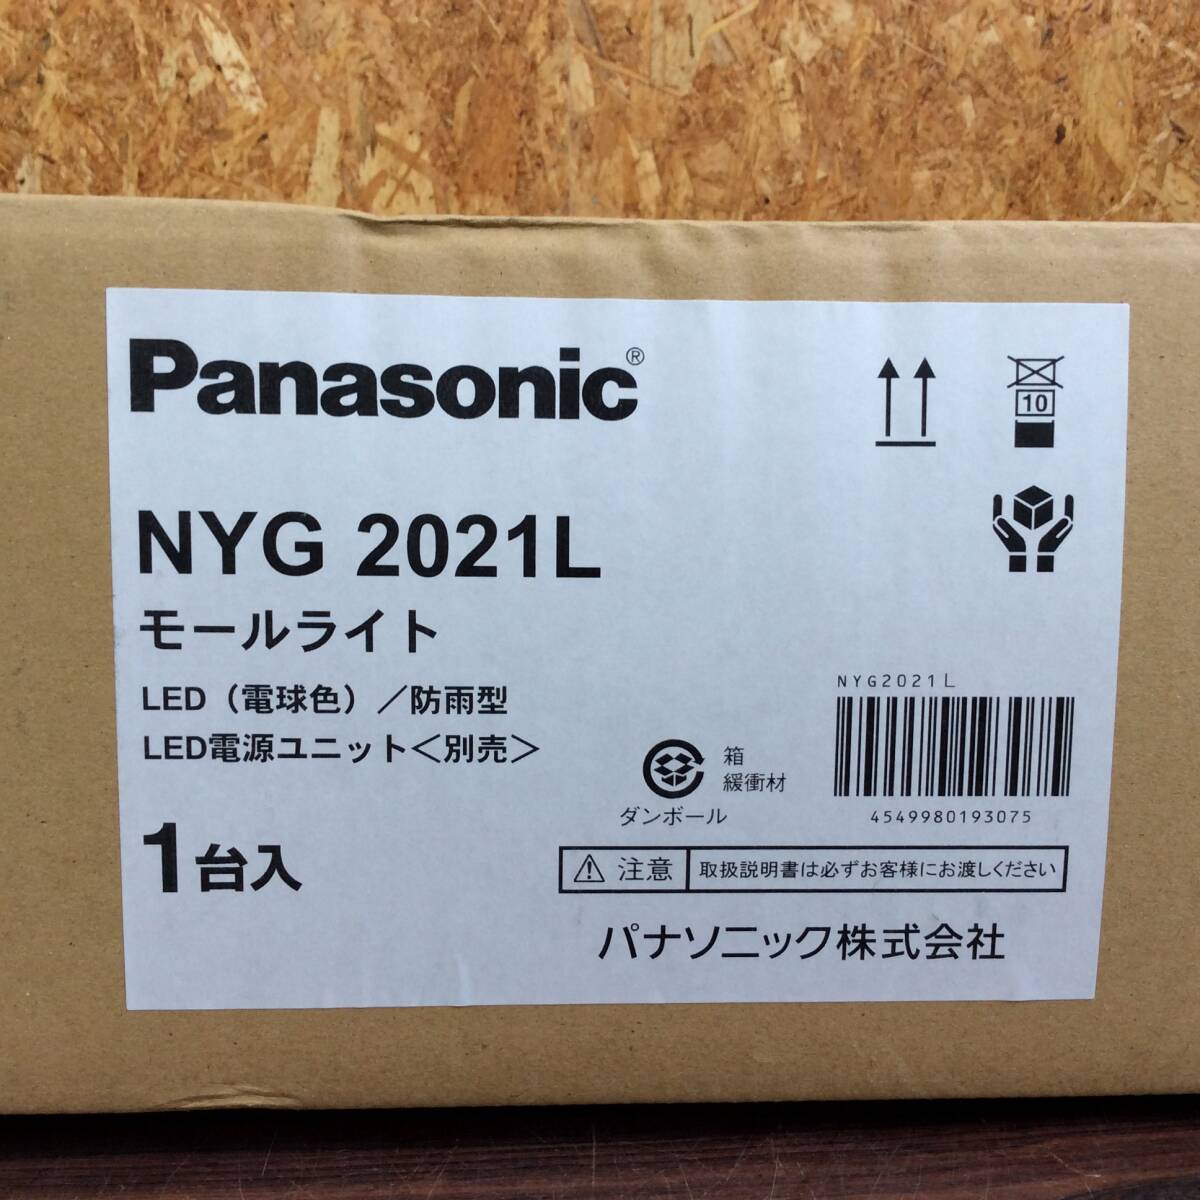 Panasonic®
10
NYG 2021L
モールライト
LED（電球色）／防雨型
LED電源ユニット＜別売＞
1台入
NYG2021L
4549980193075
箱
緩衝材
ダンボール
注意 取扱説明書は必ずお客様にお渡しください
パナソニック株式会社